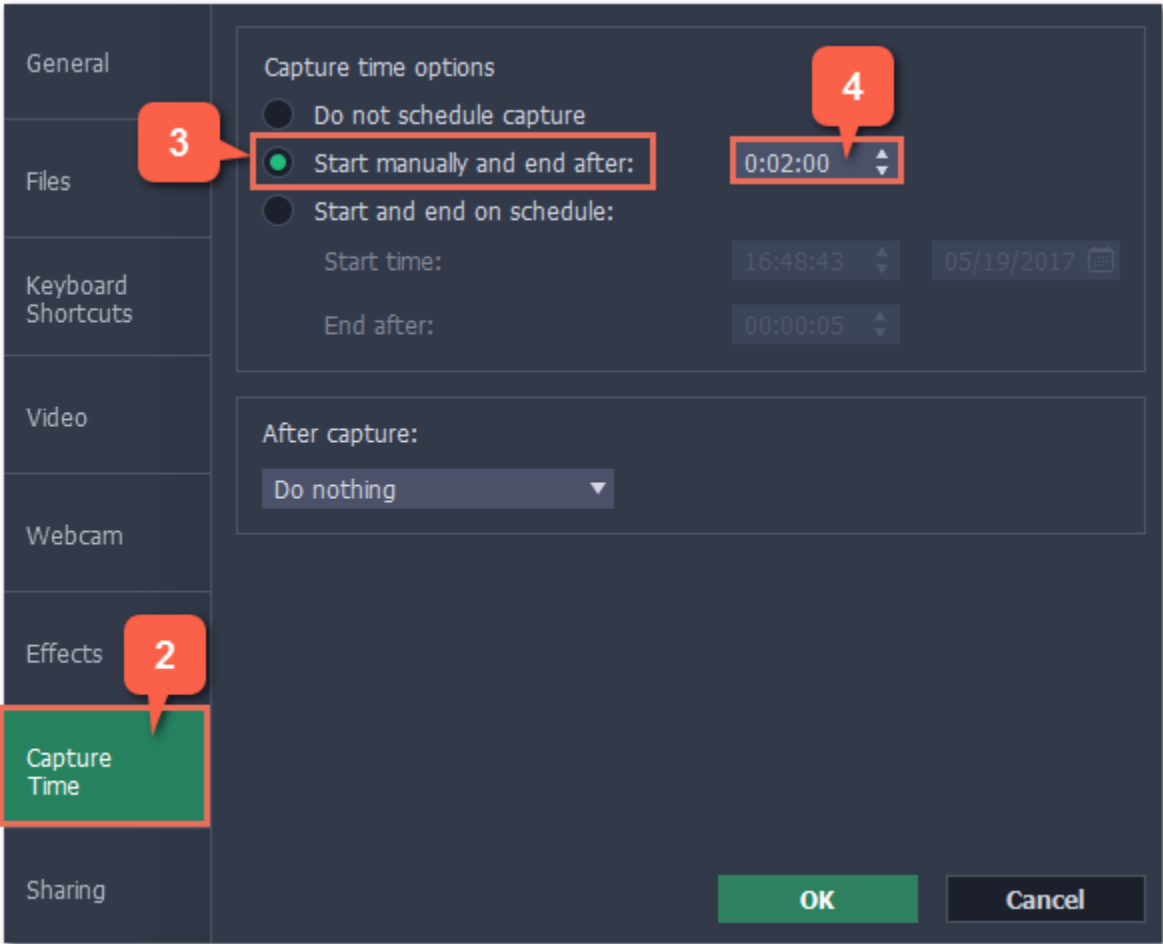 General
Files
Keyboard
Shortcuts
Video
Webcam
Effects
2
Capture
Time
Sharing
Capture time options
4
Do not schedule capture
3
Start manually and end after: 0:02:00
Start and end on schedule:
Start time: 16:48:43 05/19/2017
End after: 00:00:05
After capture:
Do nothing
OK Cancel